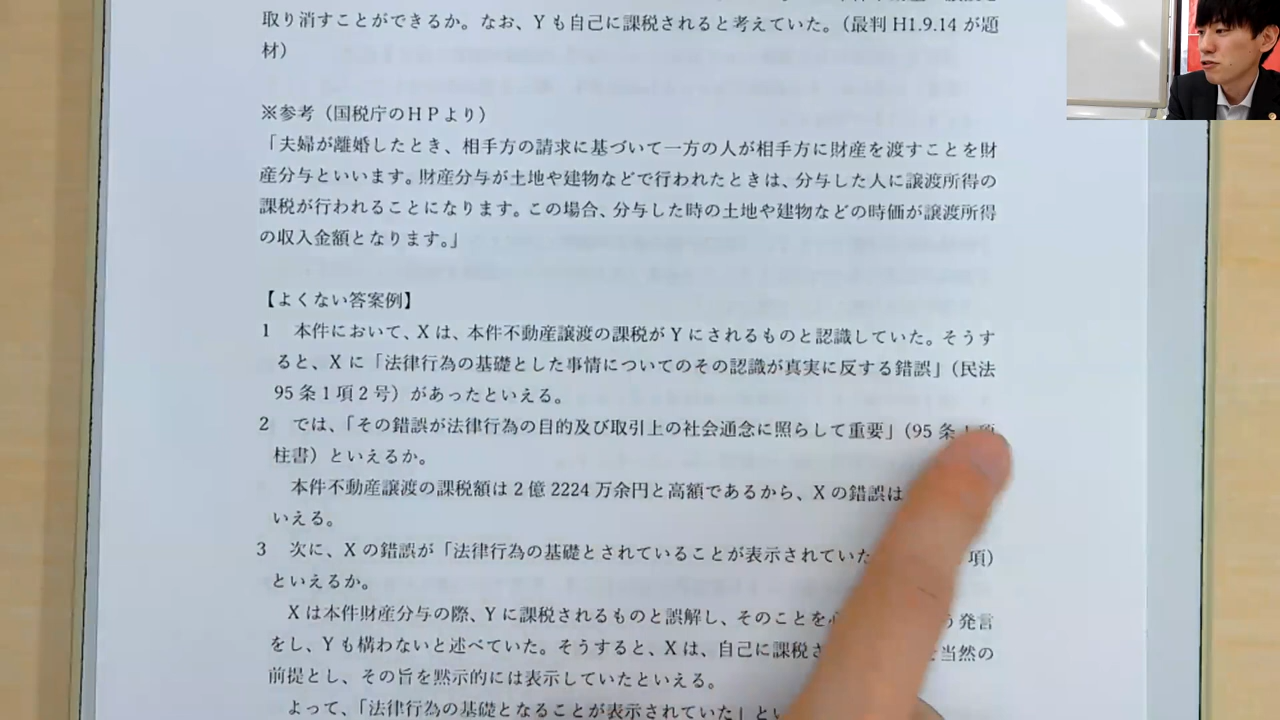 取り消すことができるか。なお、Yも自己に課税されると考えていた。（最判H1.9.14が題
材）
※参考（国税庁のHPより）
「夫婦が離婚したとき、相手方の請求に基づいて一方の人が相手方に財産を渡すことを財
産分与といいます。財産分与が土地や建物などで行われたときは、分与した人に譲渡所得の
課税が行われることになります。この場合、分与した時の土地や建物などの時価が譲渡所得
の収入金額となります。」
【よくない答案例】
1 本件において、Xは、本件不動産譲渡の課税がYにされるものと認識していた。そうす
ると、Xに「法律行為の基礎とした事情についてのその認識が真実に反する錯誤」（民法
95条1項2号）があったといえる。
2 では、「その錯誤が法律行為の目的及び取引上の社会通念に照らして重要」（95条1項
柱書）といえるか。
本件不動産譲渡の課税額は2億2224万余円と高額であるから、Xの錯誤は
いえる。
3 次に、Xの錯誤が「法律行為の基礎とされていることが表示されていた 項）
といえるか。
Xは本件財産分与の際、Yに課税されるものと誤解し、そのことを心 う発言
をし、Yも構わないと述べていた。そうすると、Xは、自己に課税さ を当然の
前提とし、その旨を黙示的には表示していたといえる。
よって、「法律行為の基礎となることが表示されていた」とい